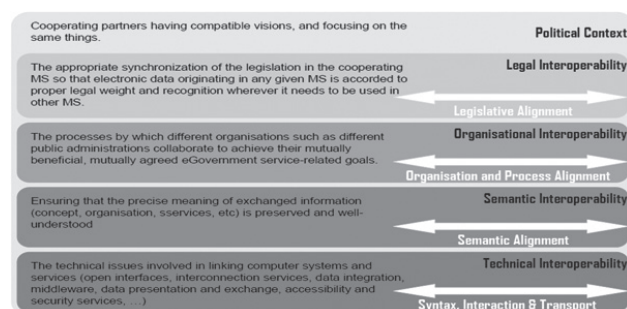 Cooperating partners having compatible visions, and focusing on the
same things.
Political Context
The appropriate synchronization of the legislation in the cooperating
MS so that electronic data originating in any given MS is accorded to
proper legal weight and recognition wherever it needs to be used in
other MS.
Legal Interoperability
Legislative Alignment
The processes by which different organisations such as different
public administrations collaborate to achieve their mutually
beneficial, mutually agreed eGovernment service-related goals.
Organisational Interoperability
Organisation and Process Alignment
Ensuring that the precise meaning of exchanged information
(concept, organisation, sservices, etc) is preserved and well-
understood
Semantic Interoperability
Semantic Alignment
The technical issues involved in linking computer systems and
services (open interfaces, interconnection services, data integration,
middleware, data presentation and exchange, accessibility and
security services, ...)
Technical Interoperability
Syntax, Interaction & Transport